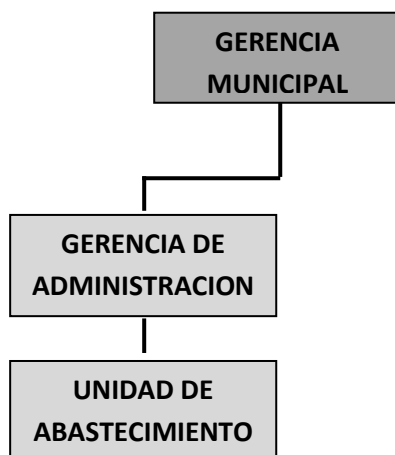 GERENCIA
MUNICIPAL
GERENCIA DE
ADMINISTRACION
UNIDAD DE
ABASTECIMIENTO